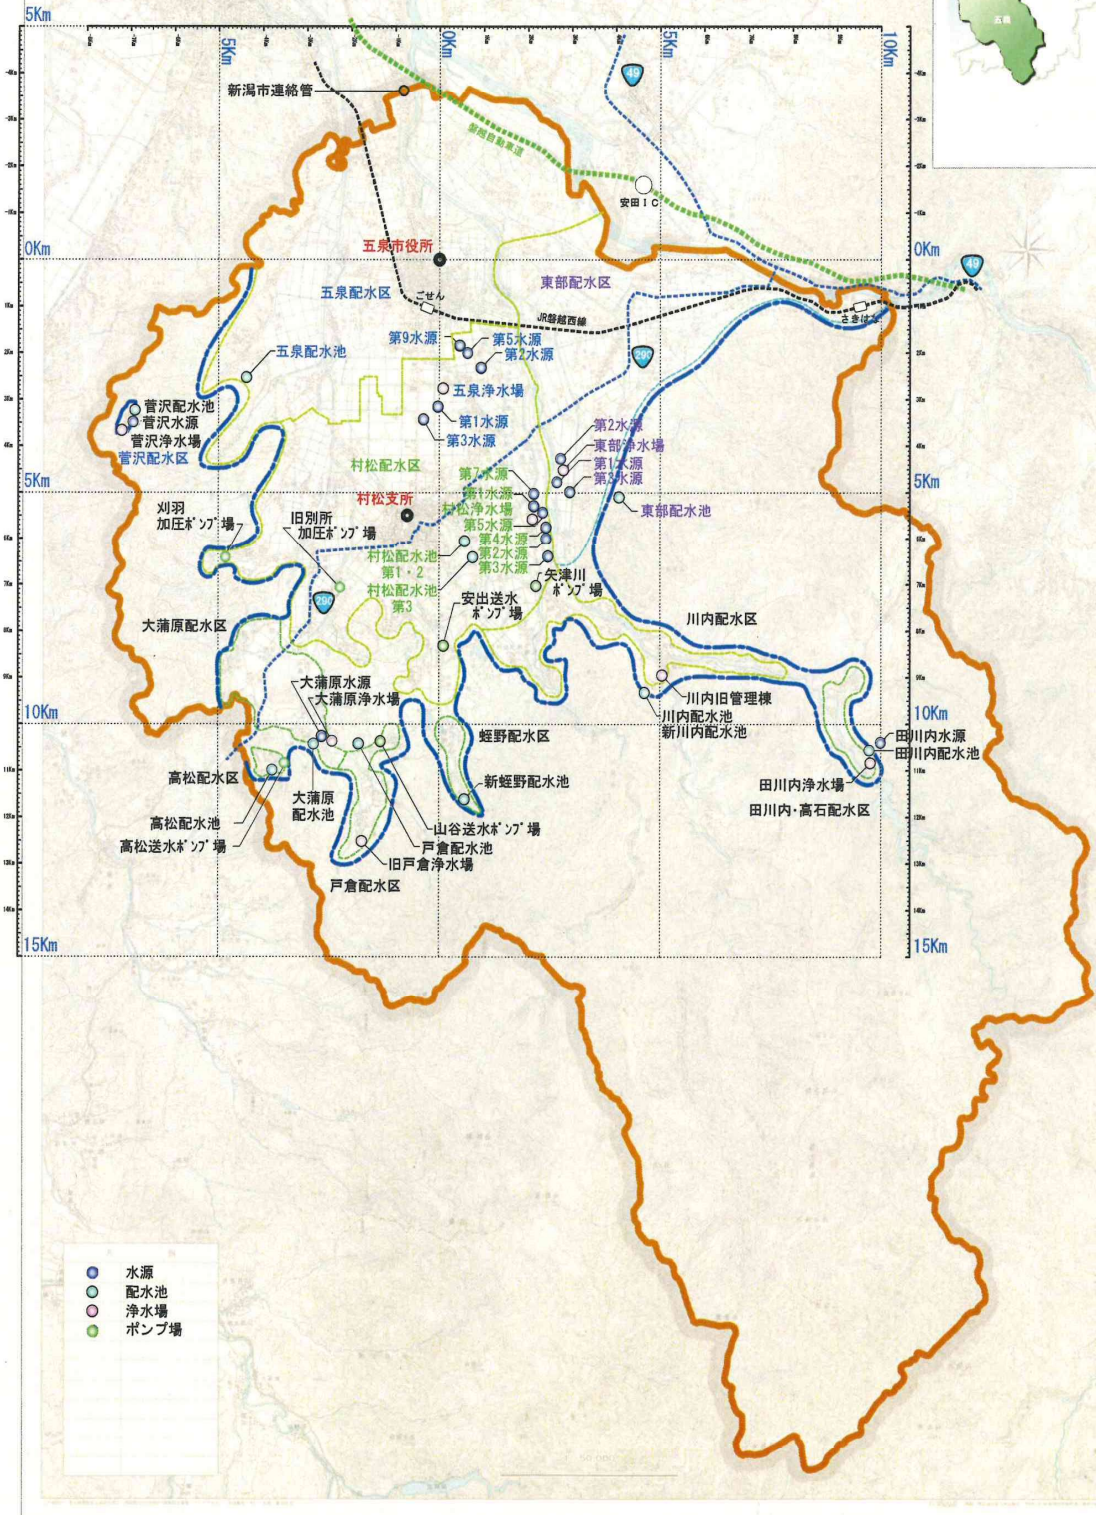 5Km
5Km
0Km
5Km
10Km
五泉
49
新潟市連絡管
磐越自動車道
安田IC
0Km
0Km
五泉市役所
49
五泉配水区
東部配水区
ごせん
JR磐越西線
さきはな
第9水源
第5水源
第2水源
290
五泉配水池
五泉浄水場
菅沢配水池
菅沢水源
菅沢浄水場
菅沢配水区
第1水源
第3水源
第2水源
東部浄水場
第1水源
第3水源
村松配水区
第7水源
第1水源
村松浄水場
第5水源
第4水源
第2水源
第3水源
5Km
5Km
東部配水池
村松支所
刈羽
加圧ポンプ場
旧別所
加圧ポンプ場
村松配水池
第1・2
村松配水池
第3
矢津川
ポンプ場
290
安出送水
ポンプ場
大蒲原配水区
川内配水区
大蒲原水源
大蒲原浄水場
川内旧管理棟
川内配水池
新川内配水池
10Km
10Km
蛭野配水区
田川内水源
田川内配水池
田川内浄水場
田川内・高石配水区
高松配水区
大蒲原
配水池
新蛭野配水池
高松配水池
高松送水ポンプ場
山谷送水ポンプ場
戸倉配水池
旧戸倉浄水場
戸倉配水区
15Km
15Km
水源
配水池
浄水場
ポンプ場